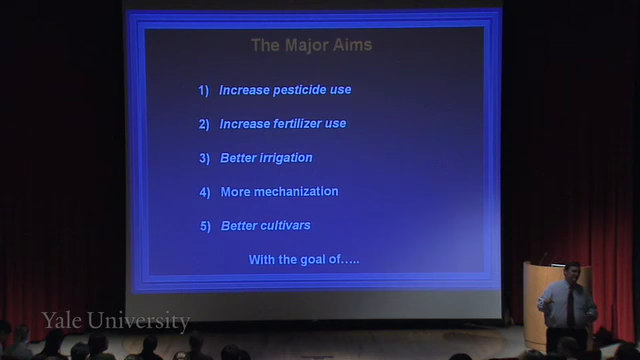 The Major Aims
1) Increase pesticide use
2) Increase fertilizer use
3) Better irrigation
4) More mechanization
5) Better cultivars
With the goal of.....
Yale University